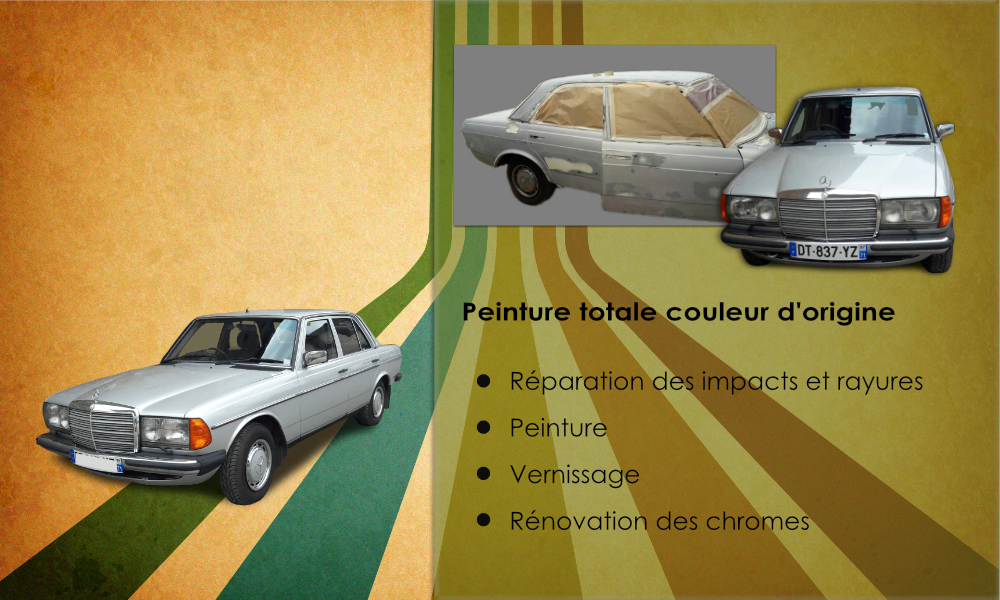 DT-837-YZ
Peinture totale couleur d'origine
● Réparation des impacts et rayures
● Peinture
● Vernissage
● Rénovation des chromes